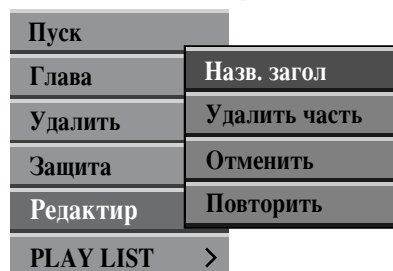 Пуск
Глава
Удалить
Защита
Редактир
PLAY LIST >
Назв. загол
Удалить часть
Отменить
Повторить